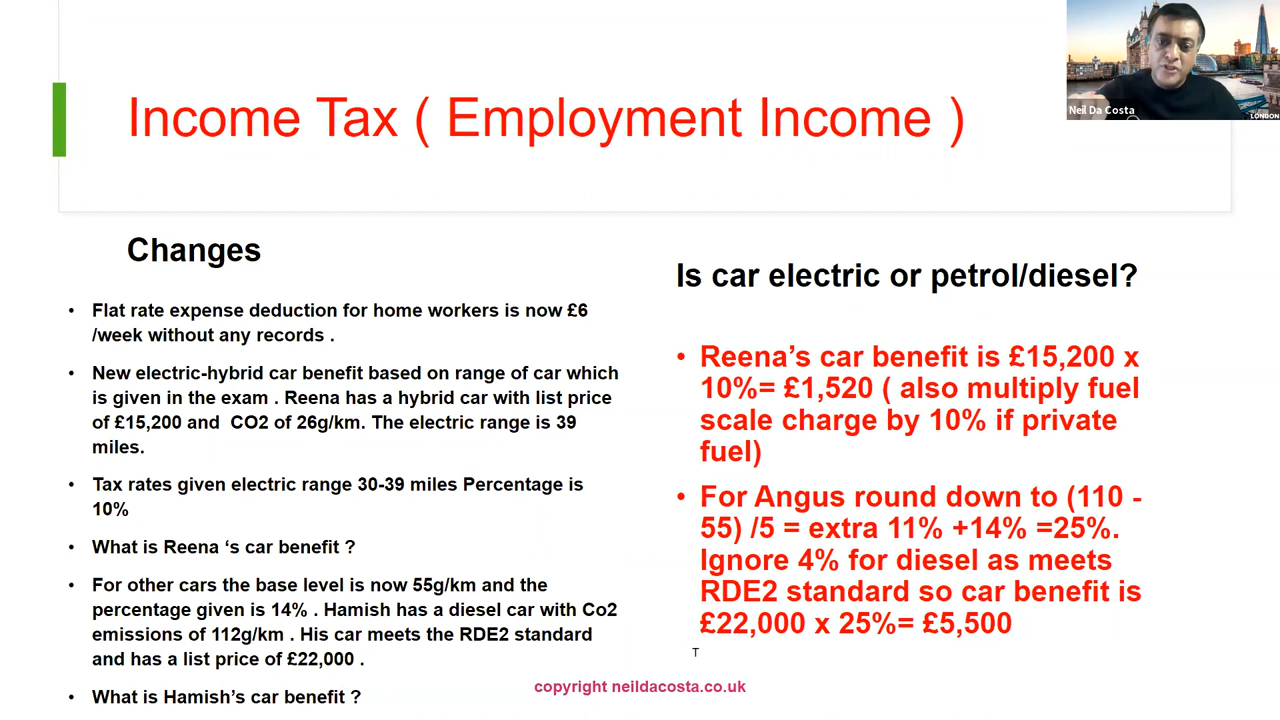 Income Tax ( Employment Income )
Neil Da Costa
LONDON
Changes
• Flat rate expense deduction for home workers is now £6
/week without any records .
• New electric-hybrid car benefit based on range of car which
is given in the exam . Reena has a hybrid car with list price
of £15,200 and CO2 of 26g/km. The electric range is 39
miles.
• Tax rates given electric range 30-39 miles Percentage is
10%
• What is Reena ‘s car benefit ?
• For other cars the base level is now 55g/km and the
percentage given is 14% . Hamish has a diesel car with Co2
emissions of 112g/km . His car meets the RDE2 standard
and has a list price of £22,000 .
• What is Hamish’s car benefit ?
Is car electric or petrol/diesel?
• Reena’s car benefit is £15,200 x
10%= £1,520 ( also multiply fuel
scale charge by 10% if private
fuel)
• For Angus round down to (110 -
55) /5 = extra 11% +14% =25%.
Ignore 4% for diesel as meets
RDE2 standard so car benefit is
£22,000 x 25%= £5,500
copyright neildacosta.co.uk